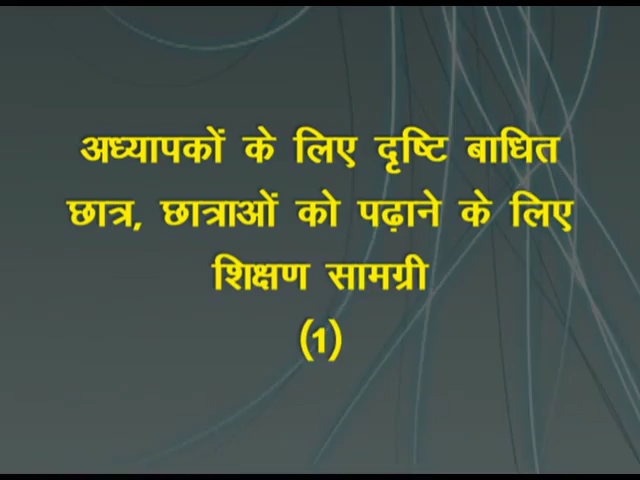 अध्यापकों के लिए दृष्टि बाधित
छात्र, छात्राओं को पढ़ाने के लिए
शिक्षण सामग्री
(1)